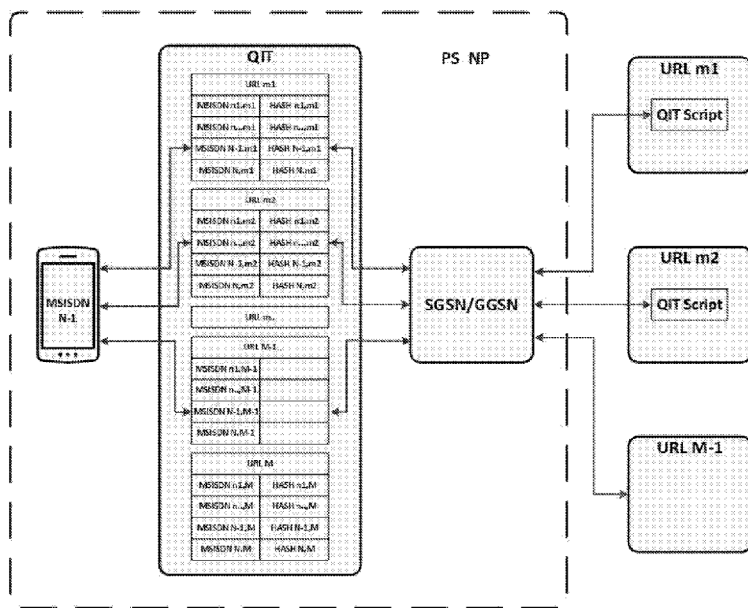 QIT
PS NP
URL m1
MSISDN n1,m1 HASH n1,m1
MSISDN n...,m1 HASH n...,m1
MSISDN N-1,m1 HASH N-1,m1
MSISDN N,m1 HASH N,m1
URL m2
MSISDN n1,m2 HASH n1,m2
MSISDN n...,m2 HASH n...,m2
MSISDN N-1,m2 HASH N-1,m2
MSISDN N,m2 HASH N,m2
URL m..
URL M-1
MSISDN n1,M-1
MSISDN n...,M-1
MSISDN N-1,M-1
MSISDN N,M-1
URL M
MSISDN n1,M HASH n1,M
MSISDN n...,M HASH n...,M
MSISDN N-1,M HASH N-1,M
MSISDN N,M HASH N,M
MSISDN
N-1
SGSN/GGSN
URL m1
QIT Script
URL m2
QIT Script
URL M-1